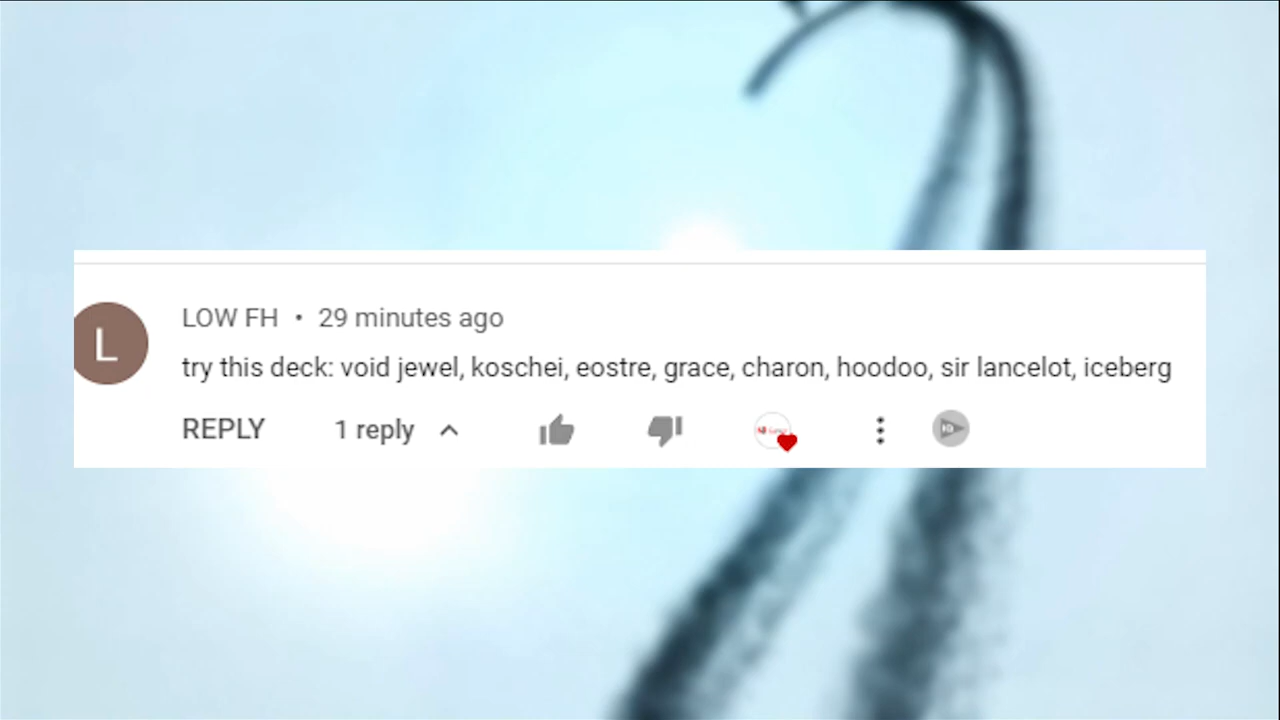 L
LOW FH • 29 minutes ago
try this deck: void jewel, koschei, eostre, grace, charon, hoodoo, sir lancelot, iceberg
REPLY 1 reply